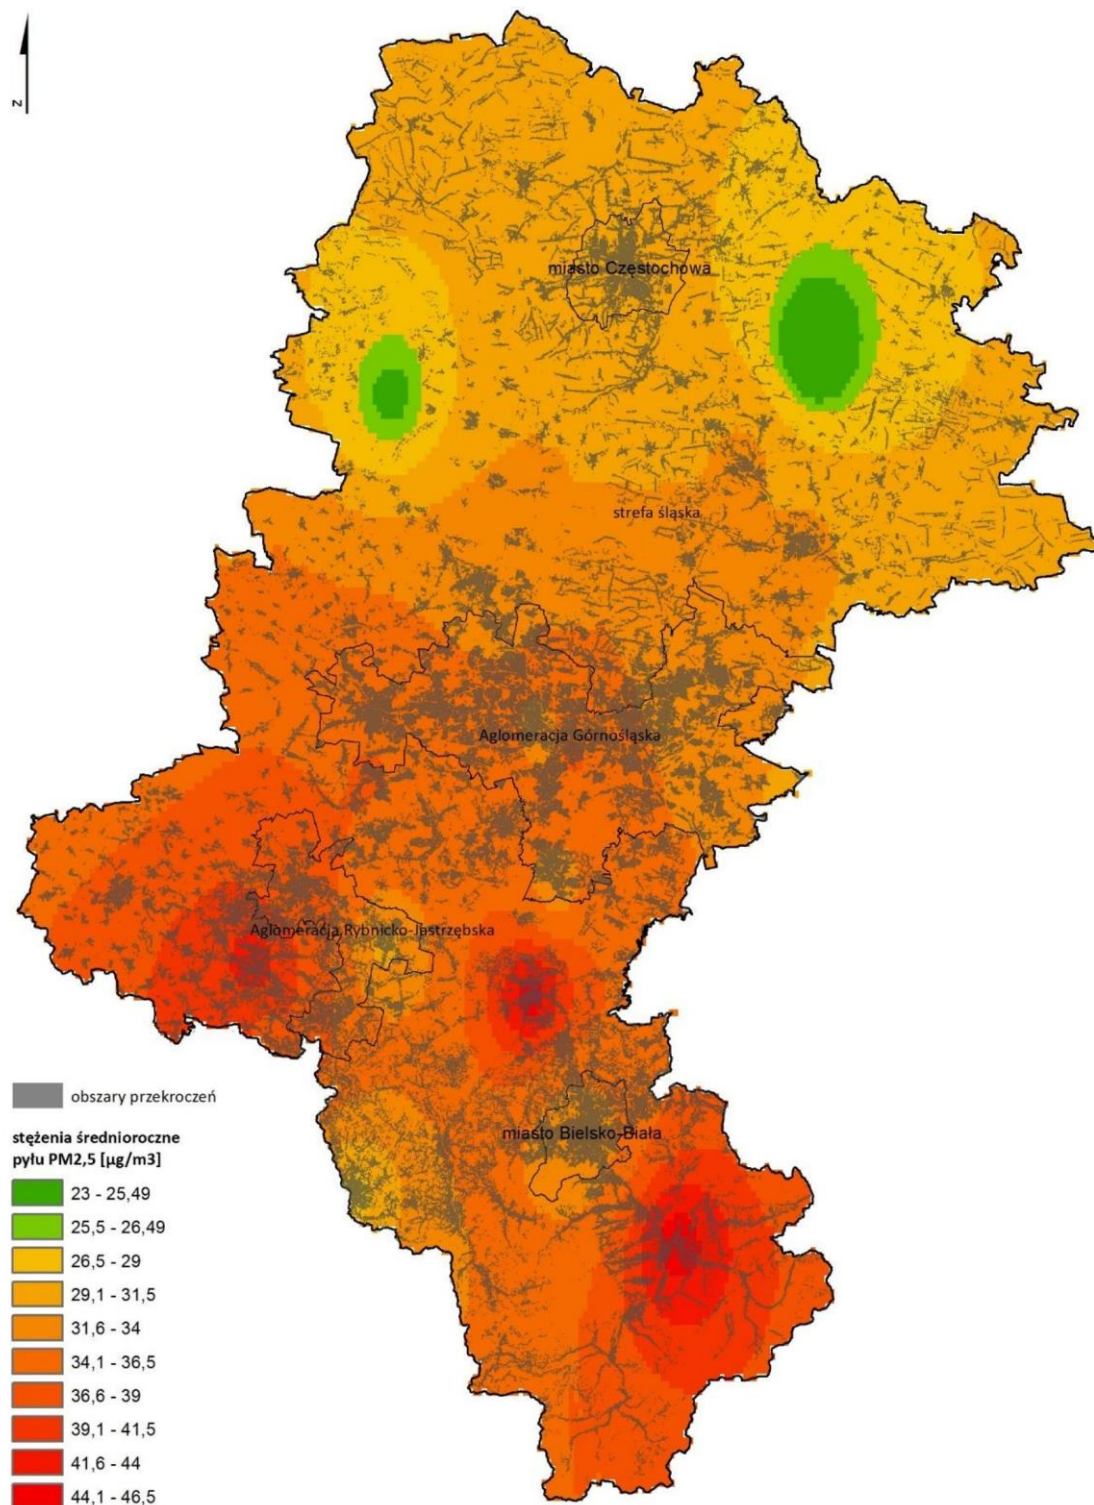 N
miasto Częstochowa
strefa śląska
Aglomeracja Górnośląska
Aglomeracja Rybnicko-Jastrzębska
miasto Bielsko-Biała
obszary przekroczeń
stężenia średnioroczne
pyłu PM2,5 [µg/m3]
23 - 25,49
25,5 - 26,49
26,5 - 29
29,1 - 31,5
31,6 - 34
34,1 - 36,5
36,6 - 39
39,1 - 41,5
41,6 - 44
44,1 - 46,5